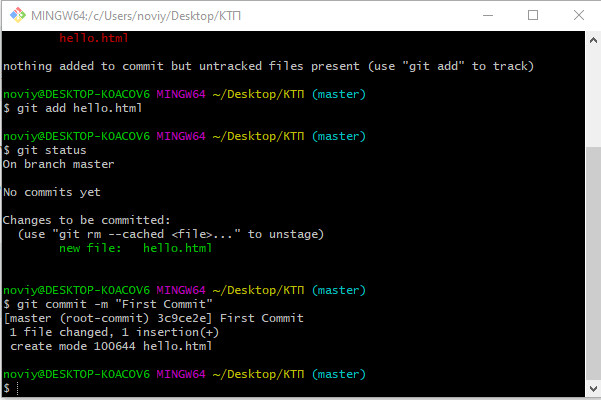 MINGW64:/c/Users/noviy/Desktop/КТП
hello.html
nothing added to commit but untracked files present (use "git add" to track)
noviy@DESKTOP-KOACOV6 MINGW64 ~/Desktop/КТП (master)
$ git add hello.html
noviy@DESKTOP-KOACOV6 MINGW64 ~/Desktop/КТП (master)
$ git status
On branch master
No commits yet
Changes to be committed:
(use "git rm --cached <file>..." to unstage)
new file: hello.html
noviy@DESKTOP-KOACOV6 MINGW64 ~/Desktop/КТП (master)
$ git commit -m "First Commit"
[master (root-commit) 3c9ce2e] First Commit
1 file changed, 1 insertion(+)
create mode 100644 hello.html
noviy@DESKTOP-KOACOV6 MINGW64 ~/Desktop/КТП (master)
$